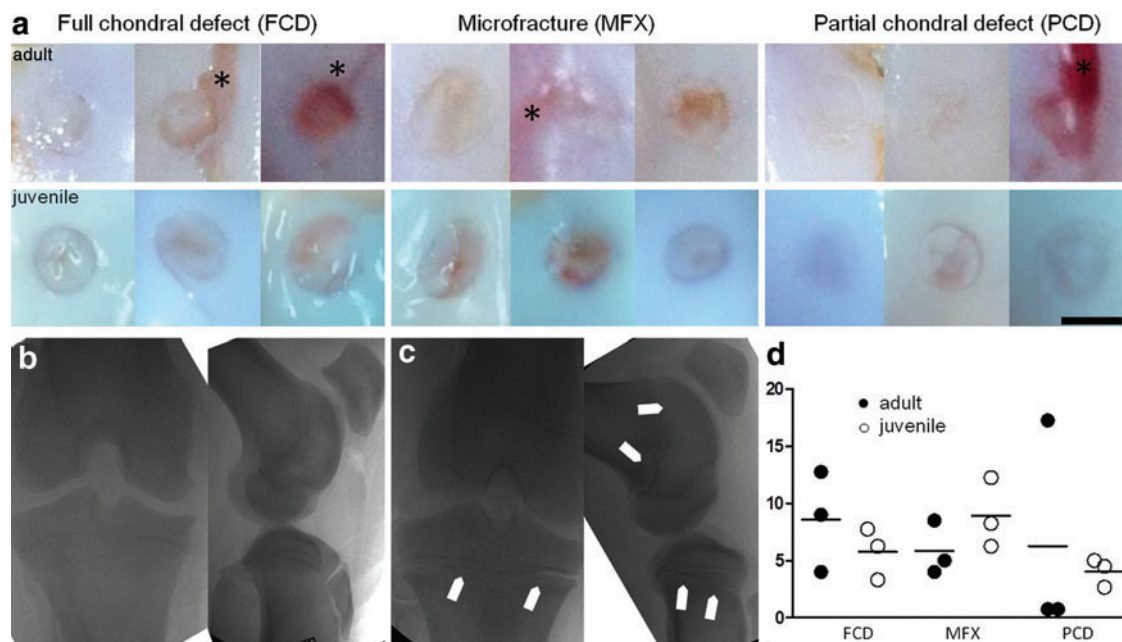 a
Full chondral defect (FCD)
Microfracture (MFX)
Partial chondral defect (PCD)
adult
*
*
*
*
juvenile
b
c
d
20
15
10
5
0
adult
juvenile
FCD
MFX
PCD